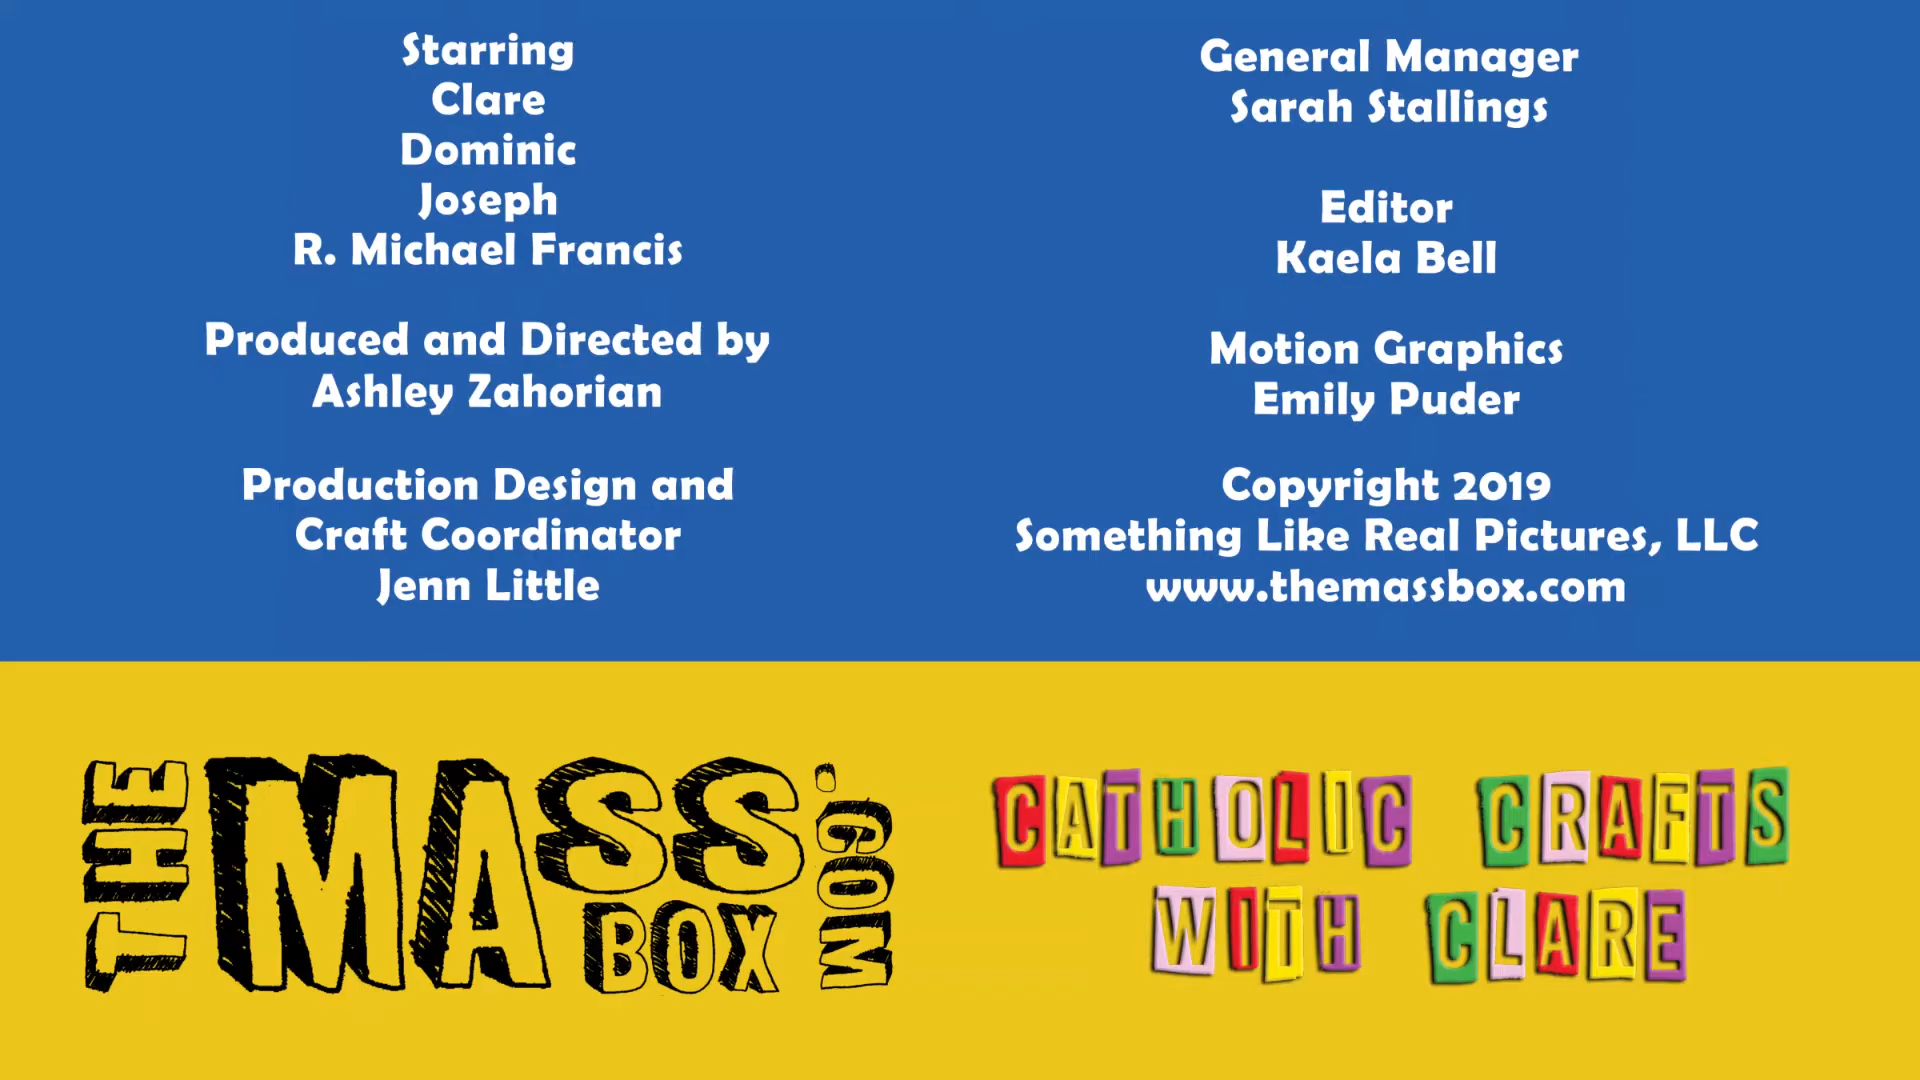 Starring
Clare
Dominic
Joseph
R. Michael Francis
Produced and Directed by
Ashley Zahorian
Production Design and
Craft Coordinator
Jenn Little
General Manager
Sarah Stallings
Editor
Kaela Bell
Motion Graphics
Emily Puder
Copyright 2019
Something Like Real Pictures, LLC
www.themassbox.com
THE
MASS
BOX
.COM
CATHOLIC CRAFTS
WITH CLARE